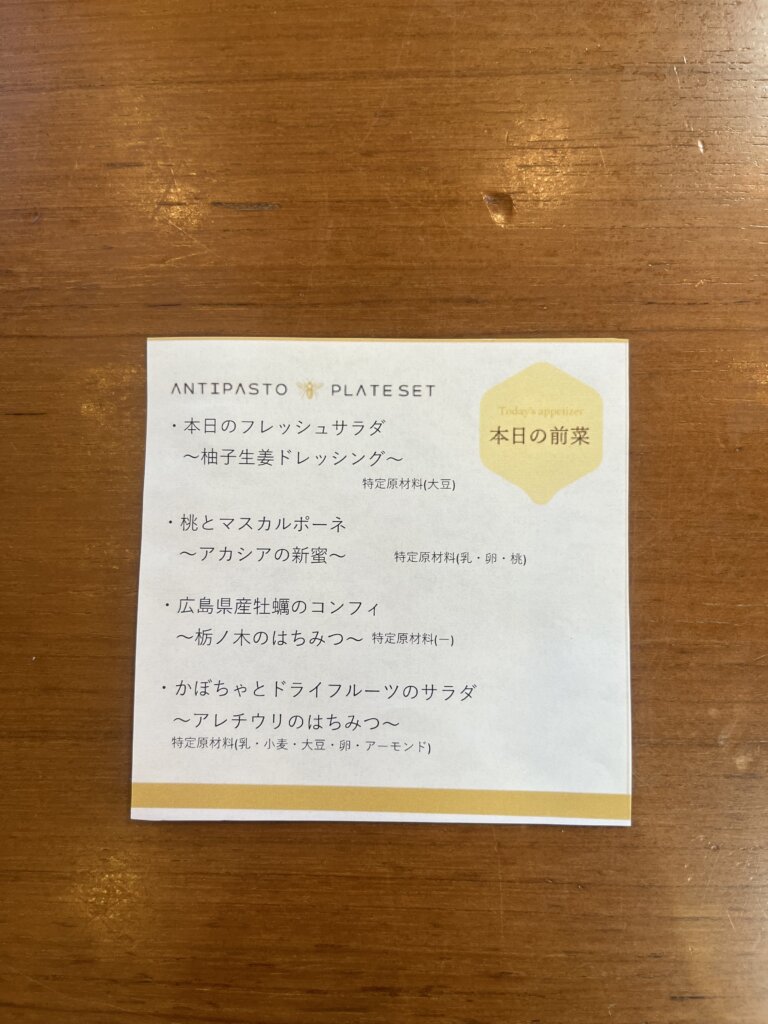 ANTIPASTO PLATE SET
Today's appetizer
本日の前菜
・本日のフレッシュサラダ
～柚子生姜ドレッシング～
特定原材料(大豆)
・桃とマスカルポーネ
～アカシアの新蜜～ 特定原材料(乳・卵・桃)
・広島県産牡蠣のコンフィ
～栃ノ木のはちみつ～ 特定原材料(ー)
・かぼちゃとドライフルーツのサラダ
～アレチウリのはちみつ～
特定原材料(乳・小麦・大豆・卵・アーモンド)